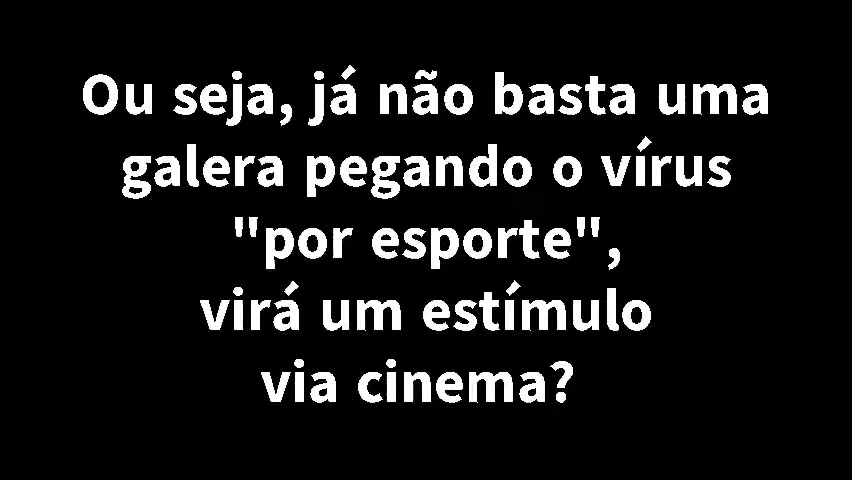 Ou seja, já não basta uma
galera pegando o vírus
"por esporte",
virá um estímulo
via cinema?